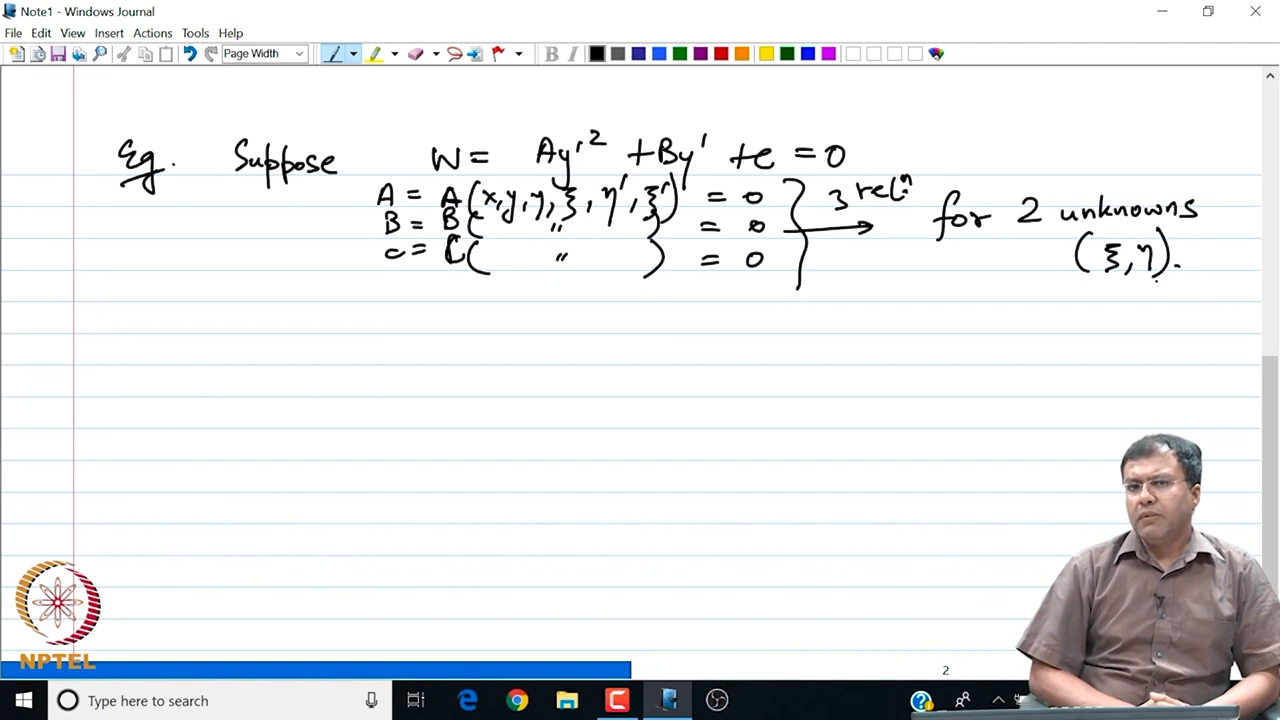 Note1 - Windows Journal
File Edit View Insert Actions Tools Help
Page Width
B I
Eg. Suppose W = Ay'² + By' + C = 0
A = A(x, y, η, ξ, η', ξ') = 0
B = B( " ) = 0
C = C( " ) = 0
3 relⁿ for 2 unknowns
(ξ, η).
NPTEL
2
Type here to search